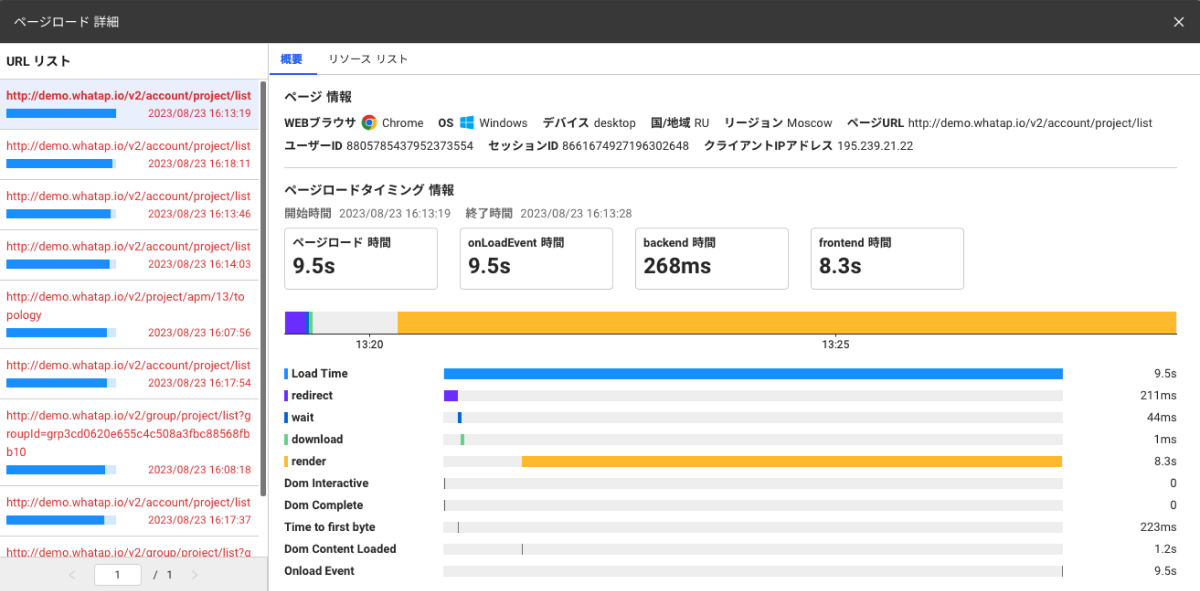 ページロード 詳細
URL リスト
http://demo.whatap.io/v2/account/project/list
2023/08/23 16:13:19
http://demo.whatap.io/v2/account/project/list
2023/08/23 16:18:11
http://demo.whatap.io/v2/account/project/list
2023/08/23 16:13:46
http://demo.whatap.io/v2/account/project/list
2023/08/23 16:14:03
http://demo.whatap.io/v2/project/apm/13/to
pology
2023/08/23 16:07:56
http://demo.whatap.io/v2/account/project/list
2023/08/23 16:17:54
http://demo.whatap.io/v2/group/project/list?g
roupId=grp3cd0620e655c4c508a3fbc88568fb
b10
2023/08/23 16:08:18
http://demo.whatap.io/v2/account/project/list
2023/08/23 16:17:37
http://demo.whatap.io/v2/group/project/list?g
1 / 1
概要 リソース リスト
ページ 情報
WEBブラウサ Chrome OS Windows デバイス desktop 国/地域 RU リージョン Moscow ページURL http://demo.whatap.io/v2/account/project/list
ユーザーID 8805785437952373554 セッションID 8661674927196302648 クライアントIPアドレス 195.239.21.22
ページロードタイミング 情報
開始時間 2023/08/23 16:13:19 終了時間 2023/08/23 16:13:28
ページロード 時間 onLoadEvent 時間 backend 時間 frontend 時間
9.5s 9.5s 268ms 8.3s
13:20 13:25
Load Time 9.5s
redirect 211ms
wait 44ms
download 1ms
render 8.3s
Dom Interactive 0
Dom Complete 0
Time to first byte 223ms
Dom Content Loaded 1.2s
Onload Event 9.5s